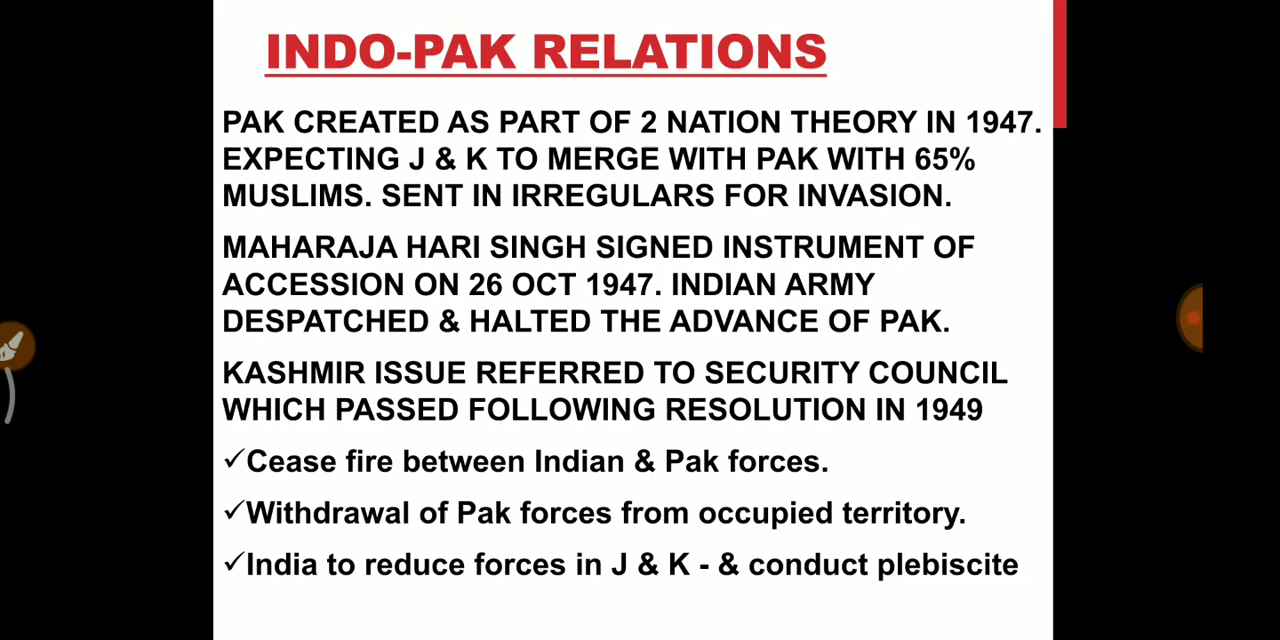 INDO-PAK RELATIONS
PAK CREATED AS PART OF 2 NATION THEORY IN 1947.
EXPECTING J & K TO MERGE WITH PAK WITH 65%
MUSLIMS. SENT IN IRREGULARS FOR INVASION.
MAHARAJA HARI SINGH SIGNED INSTRUMENT OF
ACCESSION ON 26 OCT 1947. INDIAN ARMY
DESPATCHED & HALTED THE ADVANCE OF PAK.
KASHMIR ISSUE REFERRED TO SECURITY COUNCIL
WHICH PASSED FOLLOWING RESOLUTION IN 1949
✓Cease fire between Indian & Pak forces.
✓Withdrawal of Pak forces from occupied territory.
✓India to reduce forces in J & K - & conduct plebiscite